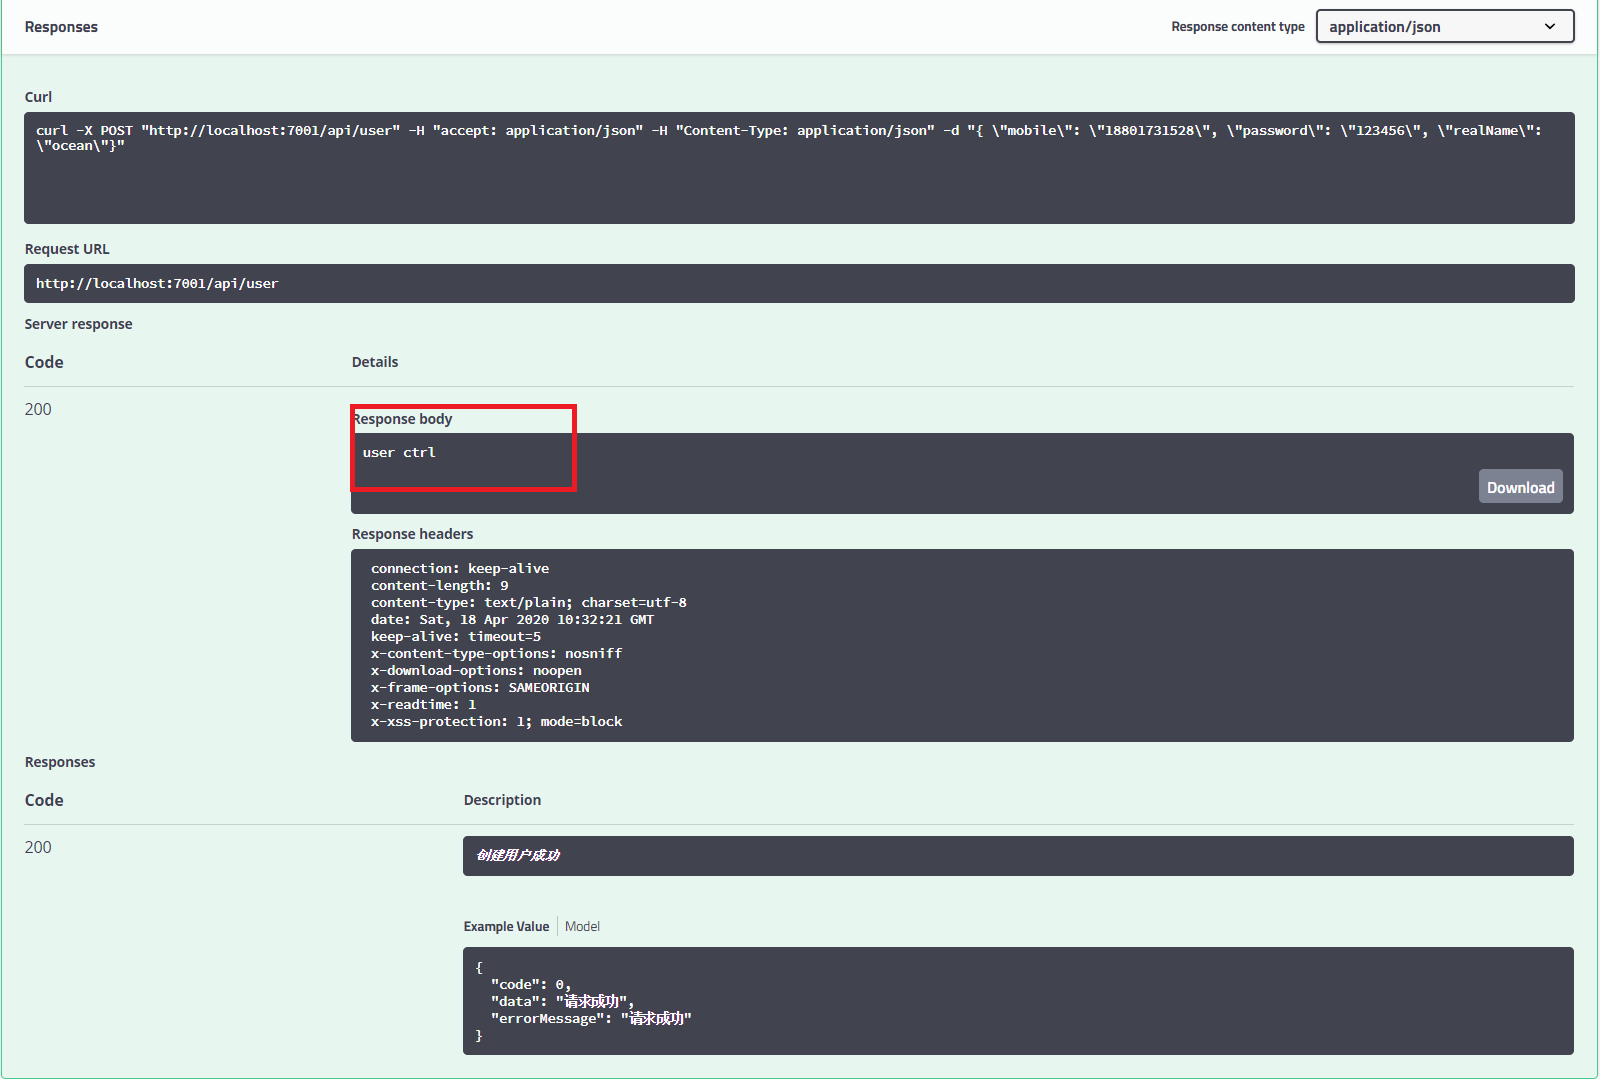 Responses
Response content type
application/json
Curl
curl -X POST "http://localhost:7001/api/user" -H "accept: application/json" -H "Content-Type: application/json" -d "{ \"mobile\": \"18801731528\", \"password\": \"123456\", \"realName\":
\"ocean\"}"
Request URL
http://localhost:7001/api/user
Server response
Code
Details
200
Response body
user ctrl
Download
Response headers
connection: keep-alive
content-length: 9
content-type: text/plain; charset=utf-8
date: Sat, 18 Apr 2020 10:32:21 GMT
keep-alive: timeout=5
x-content-type-options: nosniff
x-download-options: noopen
x-frame-options: SAMEORIGIN
x-readtime: 1
x-xss-protection: 1; mode=block
Responses
Code
Description
200
创建用户成功
Example Value
Model
{
"code": 0,
"data": "请求成功",
"errorMessage": "请求成功"
}